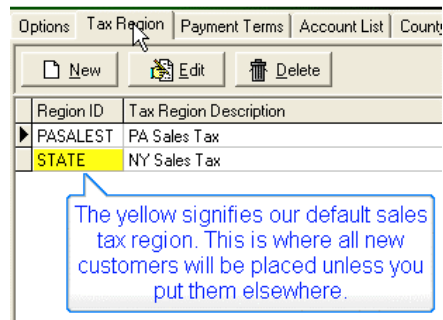 Options Tax Region Payment Terms Account List County
New Edit Delete
Region ID Tax Region Description
PASALEST PA Sales Tax
STATE NY Sales Tax
The yellow signifies our default sales
tax region. This is where all new
customers will be placed unless you
put them elsewhere.